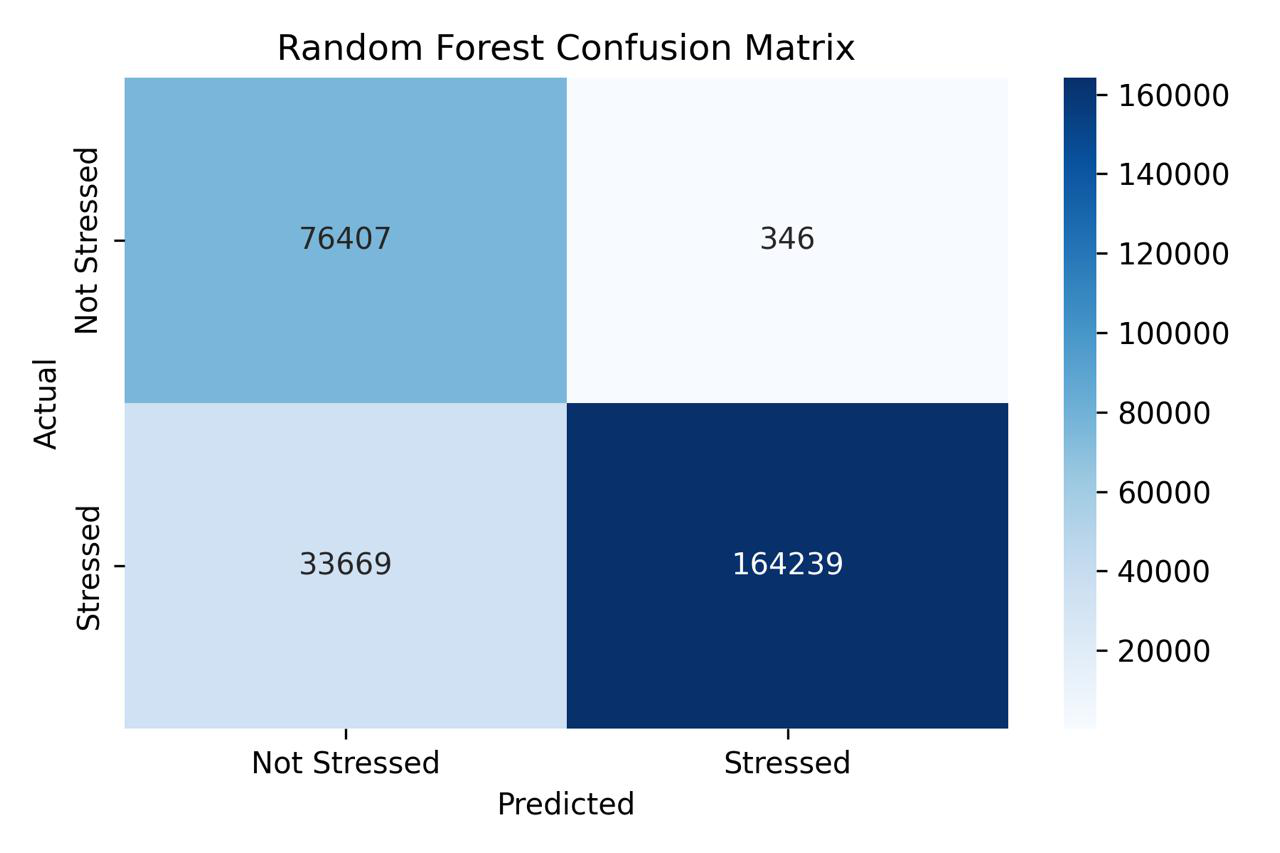 Random Forest Confusion Matrix
Actual
Not Stressed
Stressed
76407
346
33669
164239
Not Stressed
Stressed
Predicted
160000
140000
120000
100000
80000
60000
40000
20000